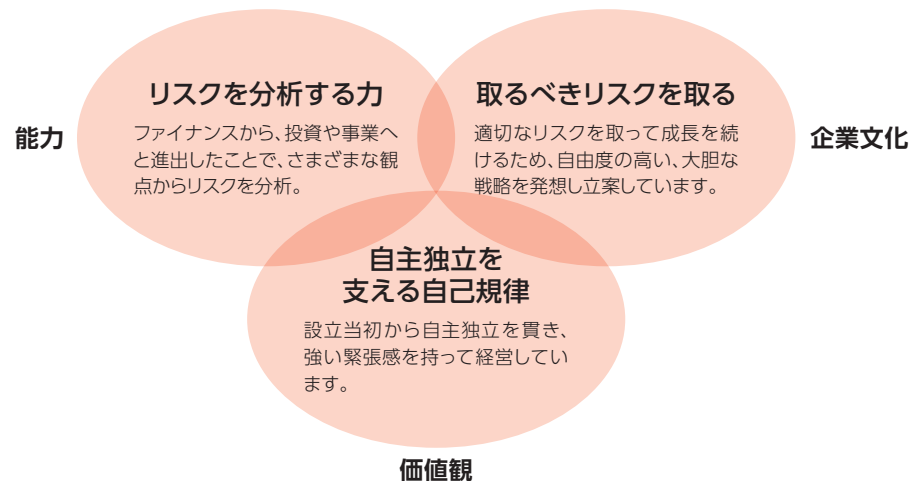 能力
リスクを分析する力
ファイナンスから、投資や事業へ
と進出したことで、さまざまな観
点からリスクを分析。
取るべきリスクを取る
適切なリスクを取って成長を続
けるため、自由度の高い、大胆な
戦略を発想し立案しています。
企業文化
自主独立を
支える自己規律
設立当初から自主独立を貫き、
強い緊張感を持って経営してい
ます。
価値観